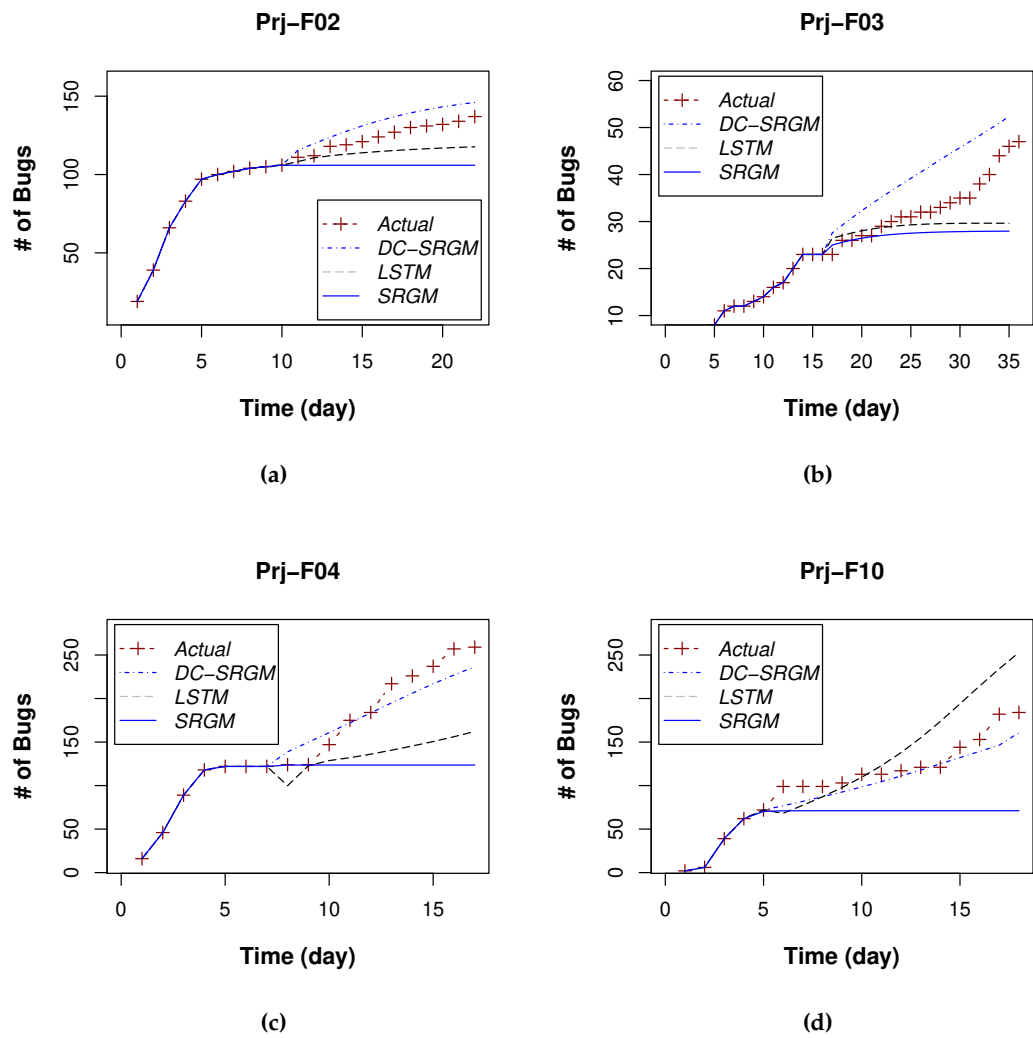 Prj−F02
# of Bugs
150
100
50
Actual
DC−SRGM
LSTM
SRGM
0 5 10 15 20
Time (day)
(a)
Prj−F03
# of Bugs
60
50
40
30
20
10
Actual
DC−SRGM
LSTM
SRGM
0 5 10 15 20 25 30 35
Time (day)
(b)
Prj−F04
# of Bugs
250
150
50
0
Actual
DC−SRGM
LSTM
SRGM
0 5 10 15
Time (day)
(c)
Prj−F10
# of Bugs
250
150
50
0
Actual
DC−SRGM
LSTM
SRGM
0 5 10 15
Time (day)
(d)